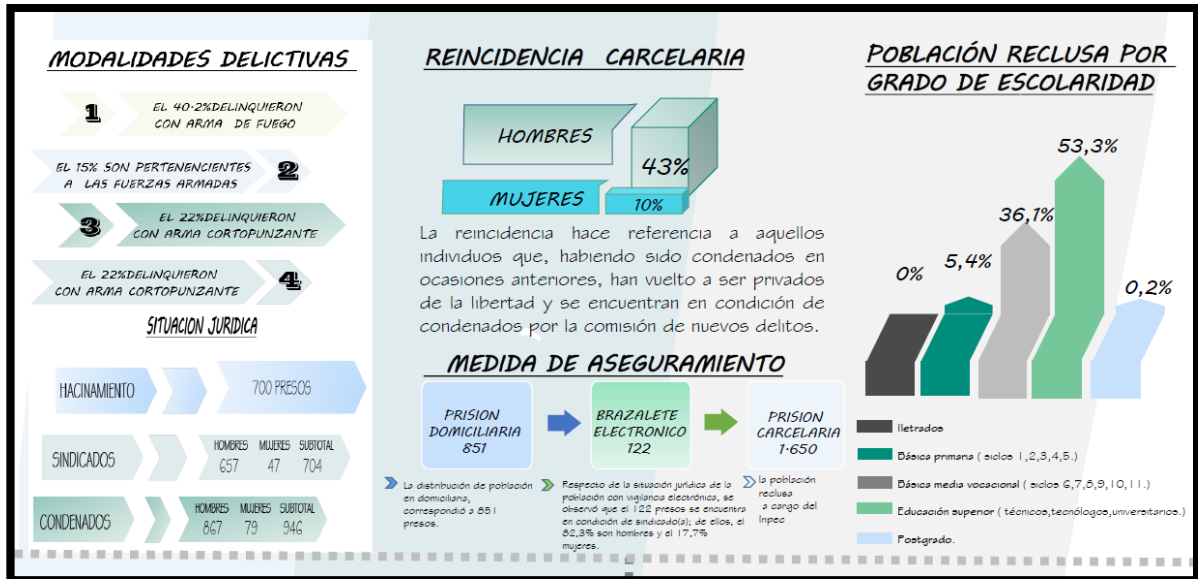 MODALIDADES DELICTIVAS
1
EL 40·2%DELINQUIERON
CON ARMA DE FUEGO
EL 15% SON PERTENENCIENTES
A LAS FUERZAS ARMADAS
2
3
EL 22%DELINQUIERON
CON ARMA CORTOPUNZANTE
EL 22%DELINQUIERON
CON ARMA CORTOPUNZANTE
4
SITUACION JURIDICA
HACINAMIENTO
700 PRESOS
SINDICADOS
HOMBRES MUJERES SUBTOTAL
657 47 704
CONDENADOS
HOMBRES MUJERES SUBTOTAL
867 79 946
REINCIDENCIA CARCELARIA
HOMBRES
43%
MUJERES
10%
La reincidencia hace referencia a aquellos
individuos que, habiendo sido condenados en
ocasiones anteriores, han vuelto a ser privados
de la libertad y se encuentran en condición de
condenados por la comisión de nuevos delitos.
MEDIDA DE ASEGURAMIENTO
PRISION
DOMICILIARIA
851
BRAZALETE
ELECTRONICO
122
PRISION
CARCELARIA
1·650
La distribución de población
en domiciliaria,
correspondió a 851
presos.
Respecto de la situación jurídica de la
población con vigilancia electrónica, se
observó que el 122 presos se encuentra
en condición de sindicado(a); de ellos, el
82,3% son hombres y el 17,7%
mujeres.
la población
reclusa
a cargo del
Inpec
POBLACIÓN RECLUSA POR
GRADO DE ESCOLARIDAD
0%
5,4%
36,1%
53,3%
0,2%
Iletrados
Básica primaria ( siclos 1,2,3,4,5.)
Básica media vocacional ( siclos 6,7,8,9,10,11.)
Educación superior ( técnicos,tecnólogos,universitarios.)
Postgrado.